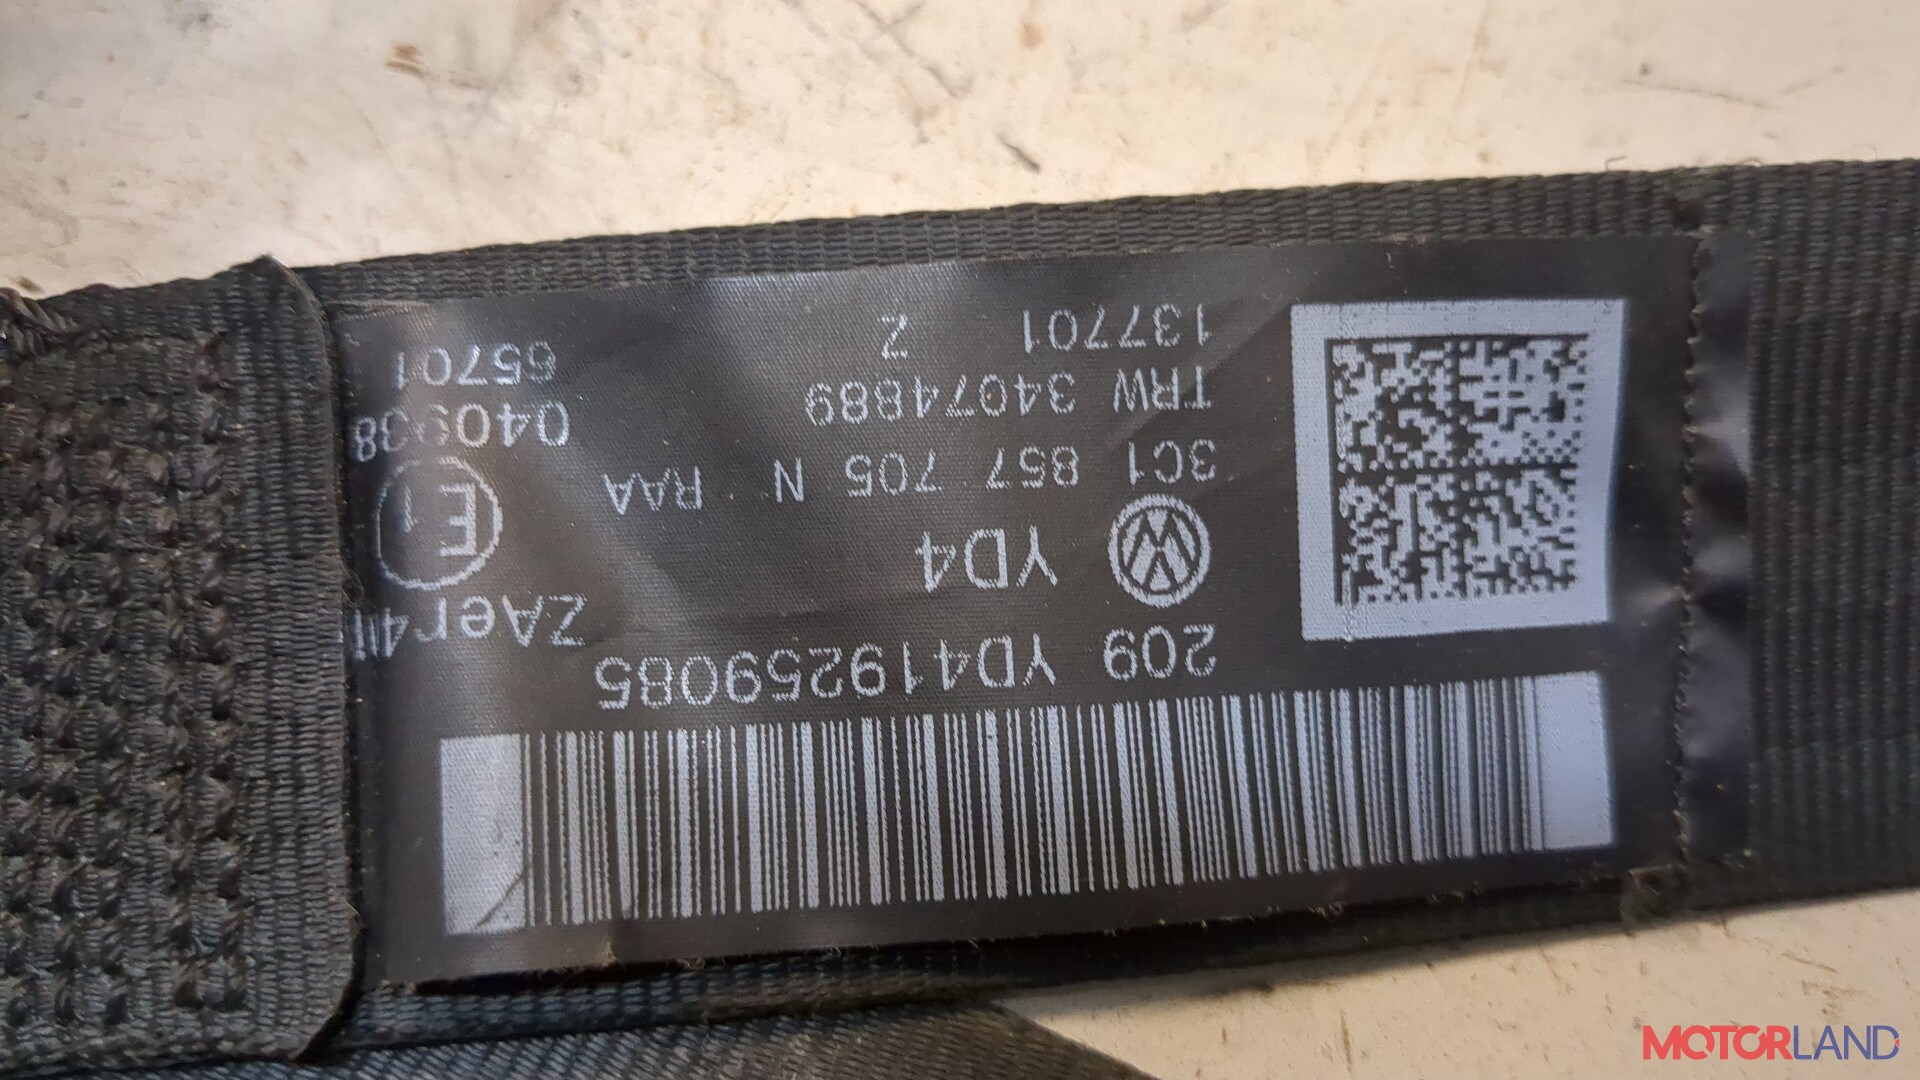 209 YD419259085
YD4
3C1 857 705 N RAA
TRW 34074889
137701 Z
ZAer4
E1
040938
65701
MOTORLAND